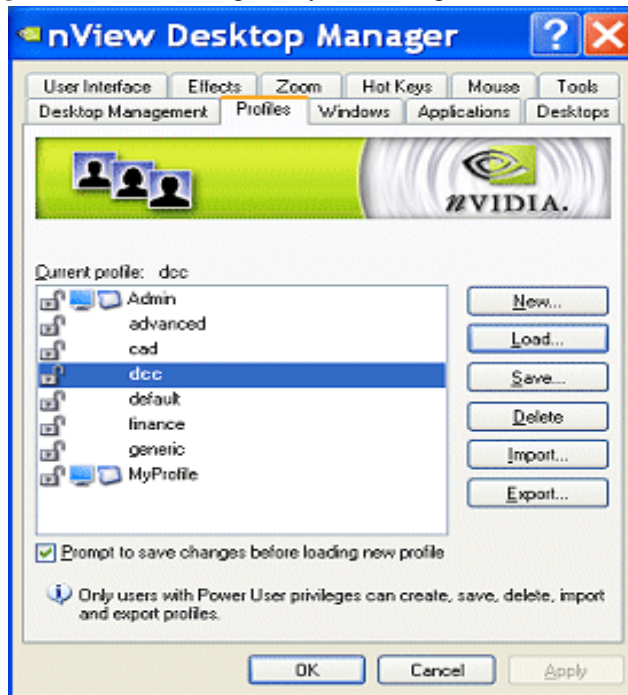 nView Desktop Manager
User Interface Effects Zoom Hot Keys Mouse Tools
Desktop Management Profiles Windows Applications Desktops
nVIDIA.
Current profile: dcc
Admin
advanced
cad
dcc
default
finance
generic
MyProfile
New...
Load...
Save...
Delete
Import...
Export...
Prompt to save changes before loading new profile
Only users with Power User privileges can create, save, delete, import
and export profiles.
OK Cancel Apply